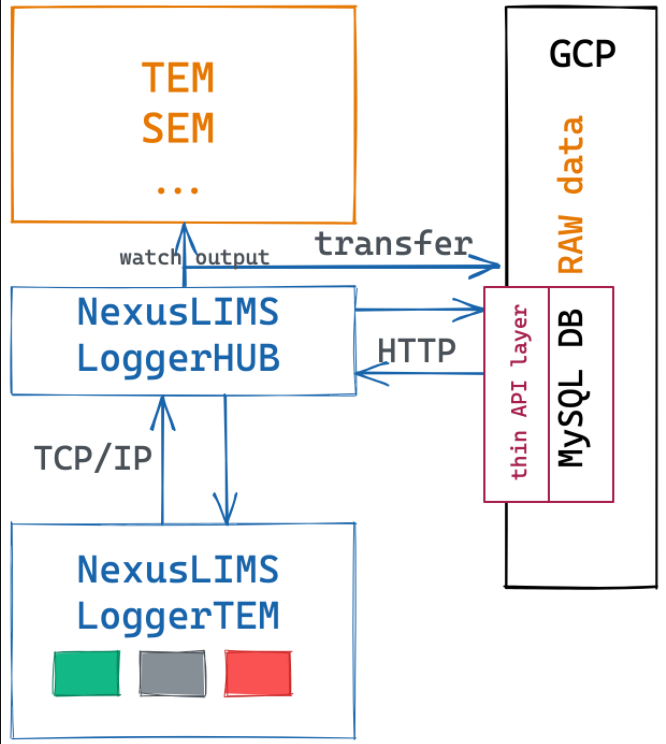 TEM
SEM
...
GCP
RAW data
watch output
transfer
NexusLIMS
LoggerHUB
HTTP
thin API layer
MySQL DB
TCP/IP
NexusLIMS
LoggerTEM